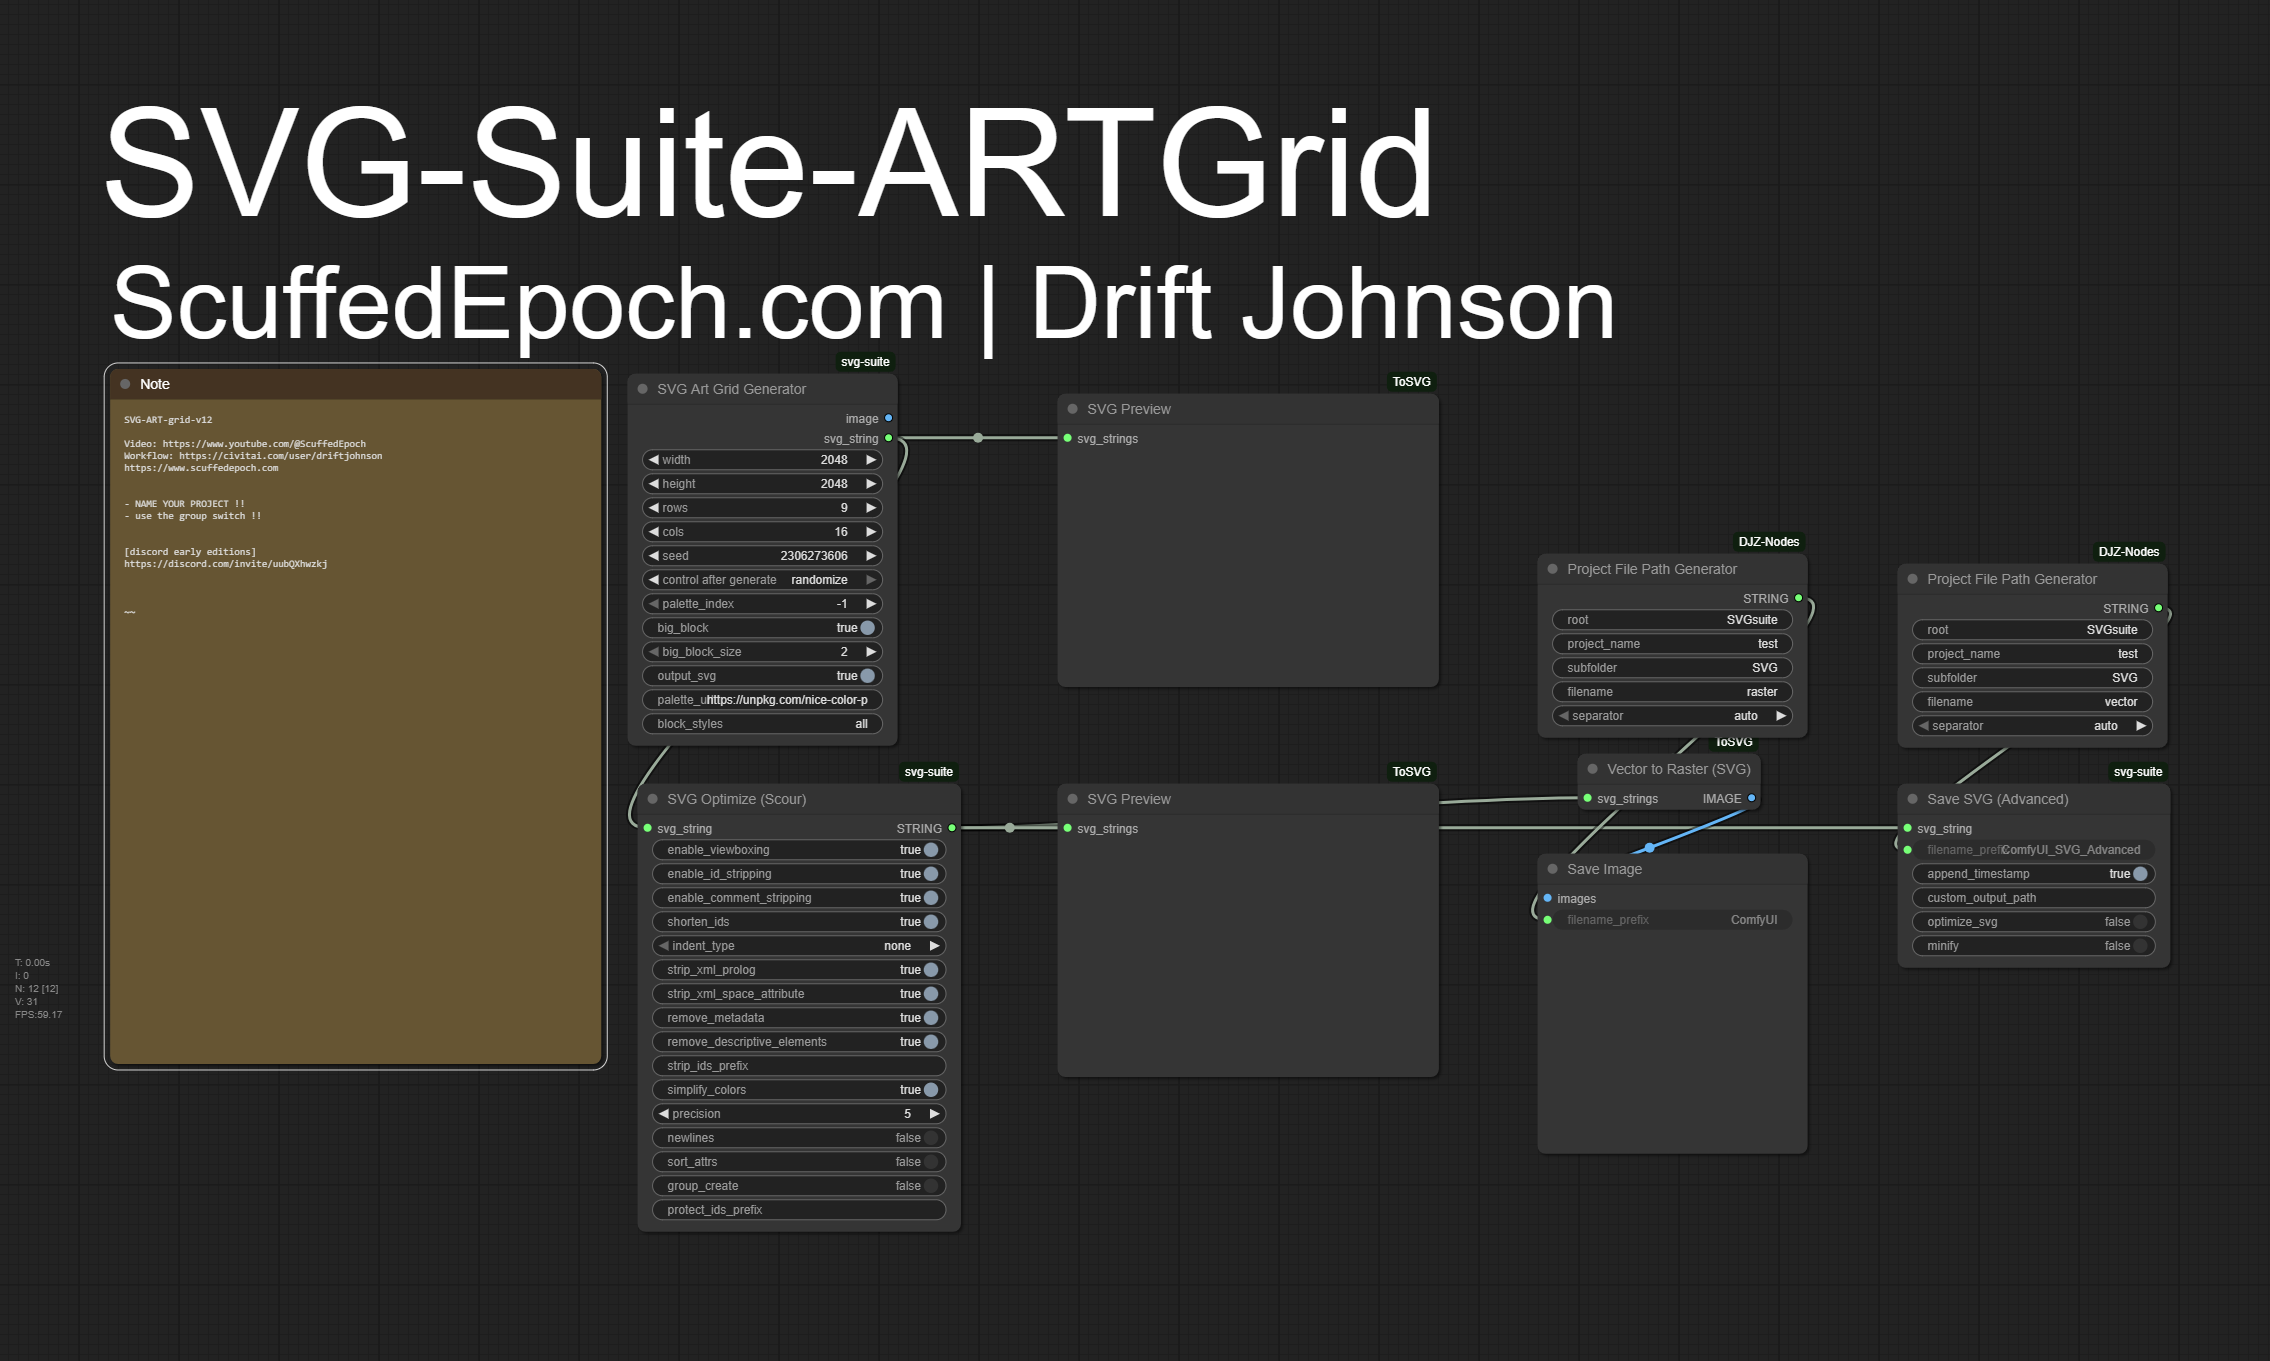 SVG-Suite-ARTGrid
ScuffedEpoch.com | Drift Johnson
Note
SVG-ART-grid-v12
Video: https://www.youtube.com/@ScuffedEpoch
Workflow: https://civitai.com/user/driftjohnson
https://www.scuffedepoch.com
- NAME YOUR PROJECT !!
- use the group switch !!
[discord early editions]
https://discord.com/invite/uubQXhwzkj
~~
svg-suite
SVG Art Grid Generator
image
svg_string
width 2048
height 2048
rows 9
cols 16
seed 2306273606
control after generate randomize
palette_index -1
big_block true
big_block_size 2
output_svg true
palette_u https://unpkg.com/nice-color-p
block_styles all
ToSVG
SVG Preview
svg_strings
svg-suite
SVG Optimize (Scour)
svg_string STRING
enable_viewboxing true
enable_id_stripping true
enable_comment_stripping true
shorten_ids true
indent_type none
strip_xml_prolog true
strip_xml_space_attribute true
remove_metadata true
remove_descriptive_elements true
strip_ids_prefix
simplify_colors true
precision 5
newlines false
sort_attrs false
group_create false
protect_ids_prefix
ToSVG
SVG Preview
svg_strings
DJZ-Nodes
Project File Path Generator
STRING
root SVGsuite
project_name test
subfolder SVG
filename raster
separator auto
ToSVG
Vector to Raster (SVG)
svg_strings IMAGE
Save Image
images
filename_prefix ComfyUI
DJZ-Nodes
Project File Path Generator
STRING
root SVGsuite
project_name test
subfolder SVG
filename vector
separator auto
svg-suite
Save SVG (Advanced)
svg_string
filename_prefix ComfyUI_SVG_Advanced
append_timestamp true
custom_output_path
optimize_svg false
minify false
T: 0.00s
I: 0
N: 12 [12]
V: 31
FPS:59.17